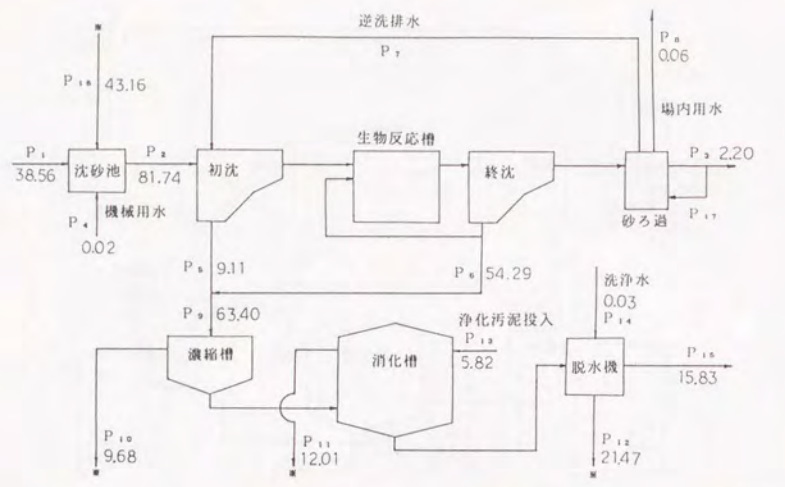 逆洗排水
P₇
P₈
0.06
場内用水
※
P₁₆
43.16
生物反応槽
P₁
38.56
沈砂池
P₂
81.74
初沈
終沈
P₃ 2.20
P₁₇
砂ろ過
機械用水
P₄
0.02
P₅ 9.11
P₆ 54.29
P₉ 63.40
洗浄水
0.03
P₁₄
浄化汚泥投入
P₁₃
5.82
濃縮槽
消化槽
脱水機
P₁₅
15.83
P₁₀
9.68
※
P₁₁
12.01
※
P₁₂
21.47
※